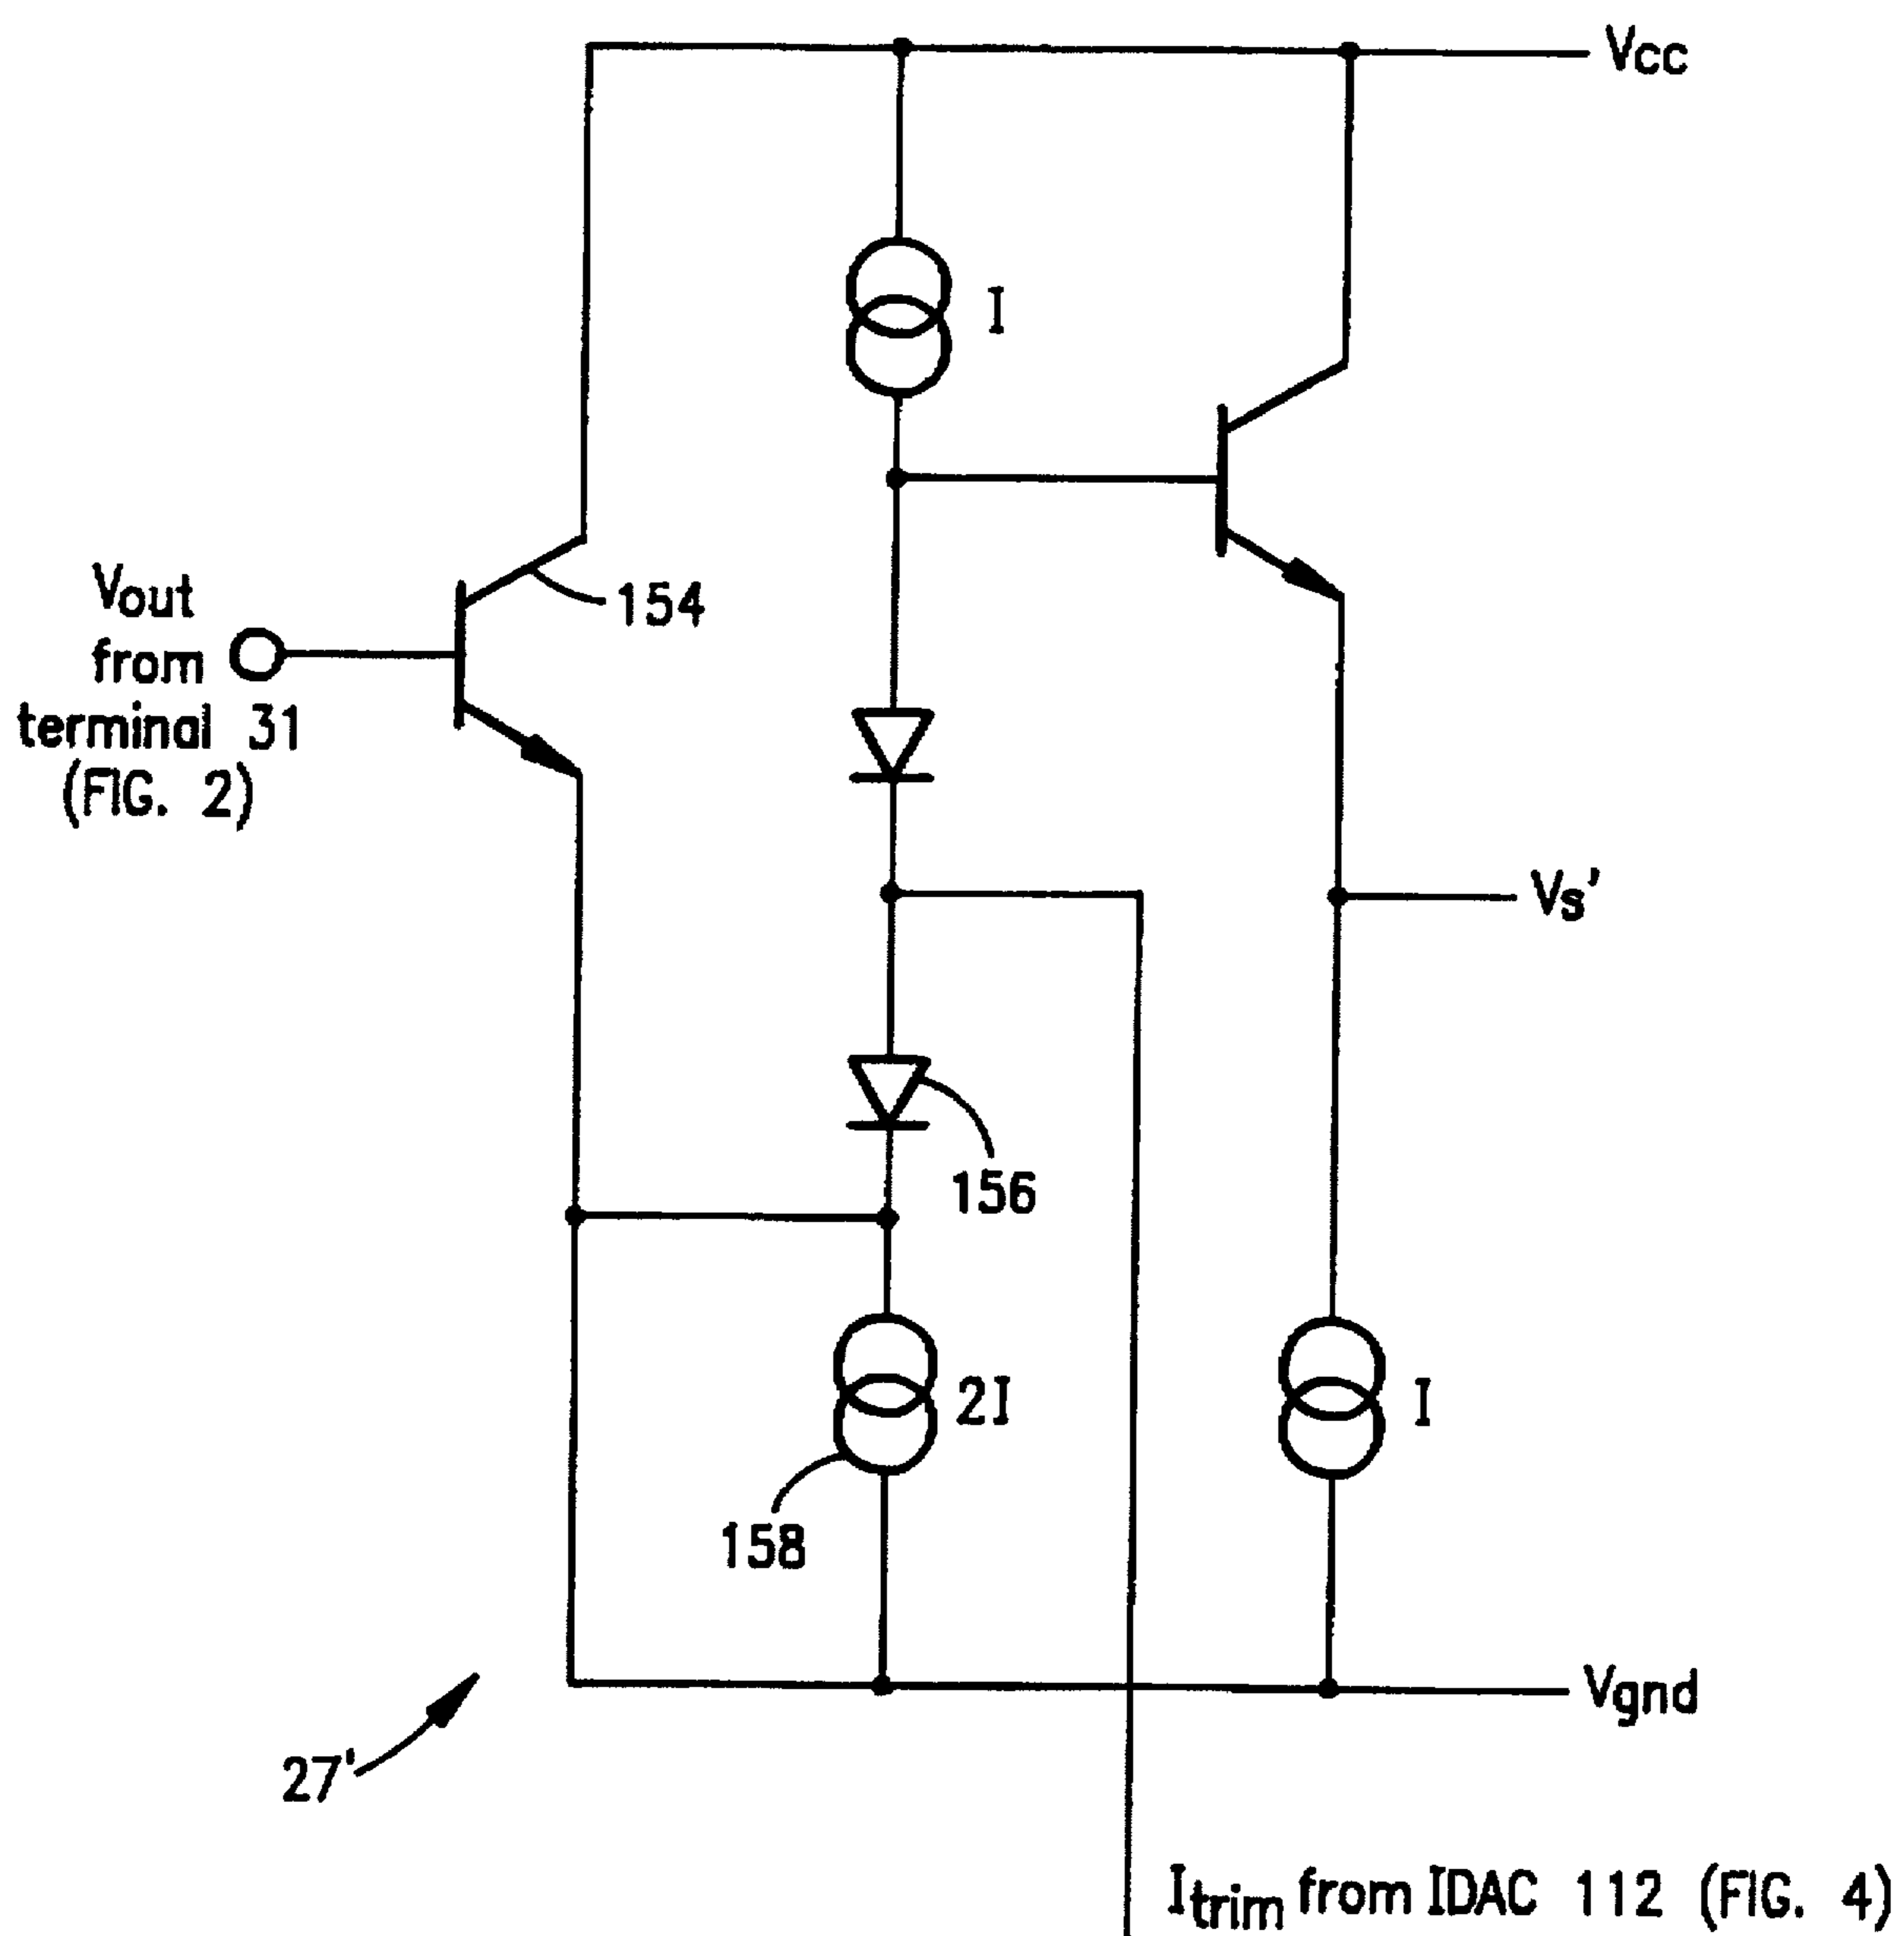 Vcc
I
154
Vout
from
terminal 31
(FIG. 2)
Vs'
156
2I
I
158
Vgnd
27'
Itrim from IDAC 112 (FIG. 4)